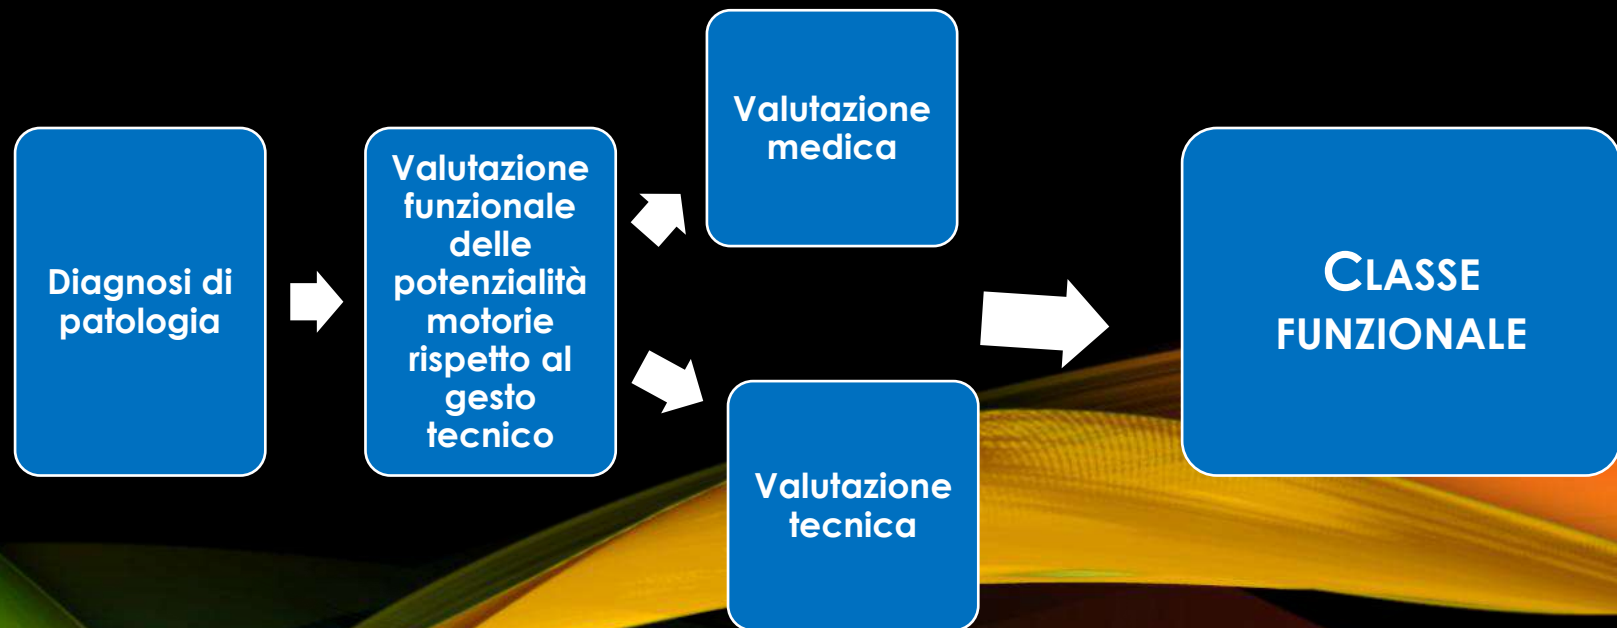 Diagnosi di
patologia
Valutazione
funzionale
delle
potenzialità
motorie
rispetto al
gesto
tecnico
Valutazione
medica
Valutazione
tecnica
CLASSE
FUNZIONALE